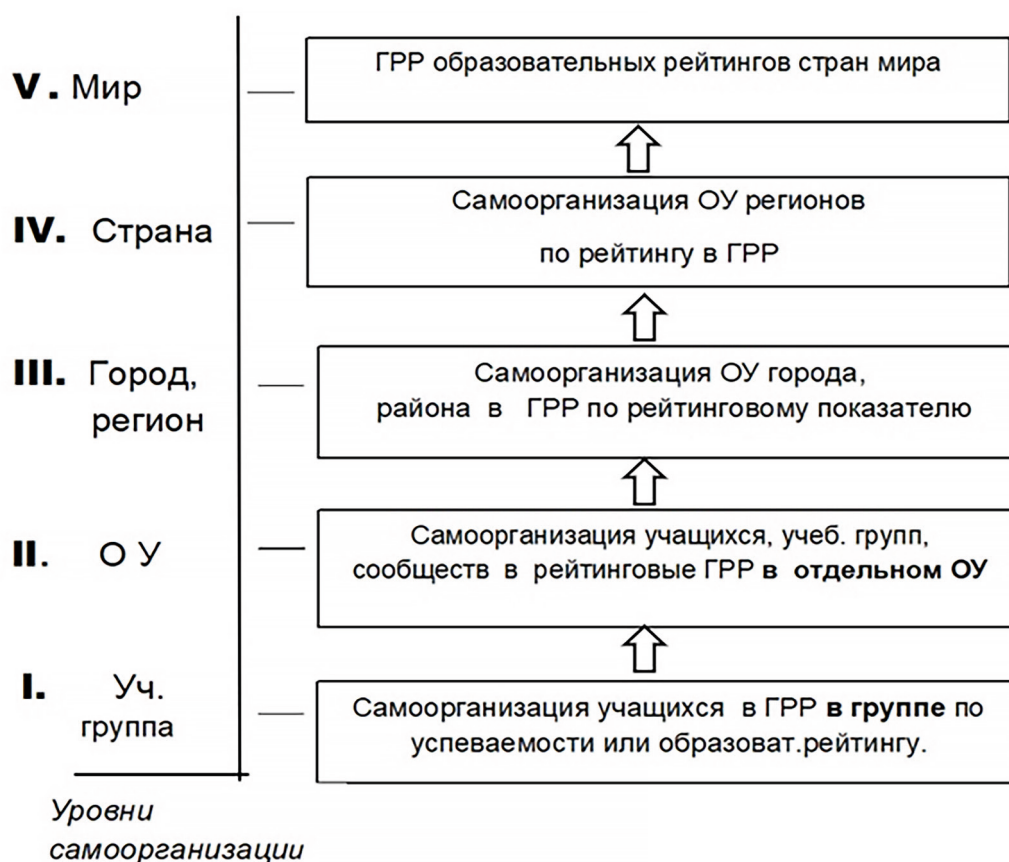 ГРР образовательных рейтингов стран мира
V. Мир
Самоорганизация ОУ регионов
IV. Страна
по рейтингу в ГРР
III. Город,
регион
Самоорганизация ОУ города,
района в ГРР по рейтинговому показателю
II. О У
Самоорганизация учащихся, учеб. групп,
сообществ в рейтинговые ГРР в отдельном ОУ
I. Уч.
группа
Самоорганизация учащихся в ГРР в группе по
успеваемости или образоват.рейтингу.
Уровни
самоорганизации